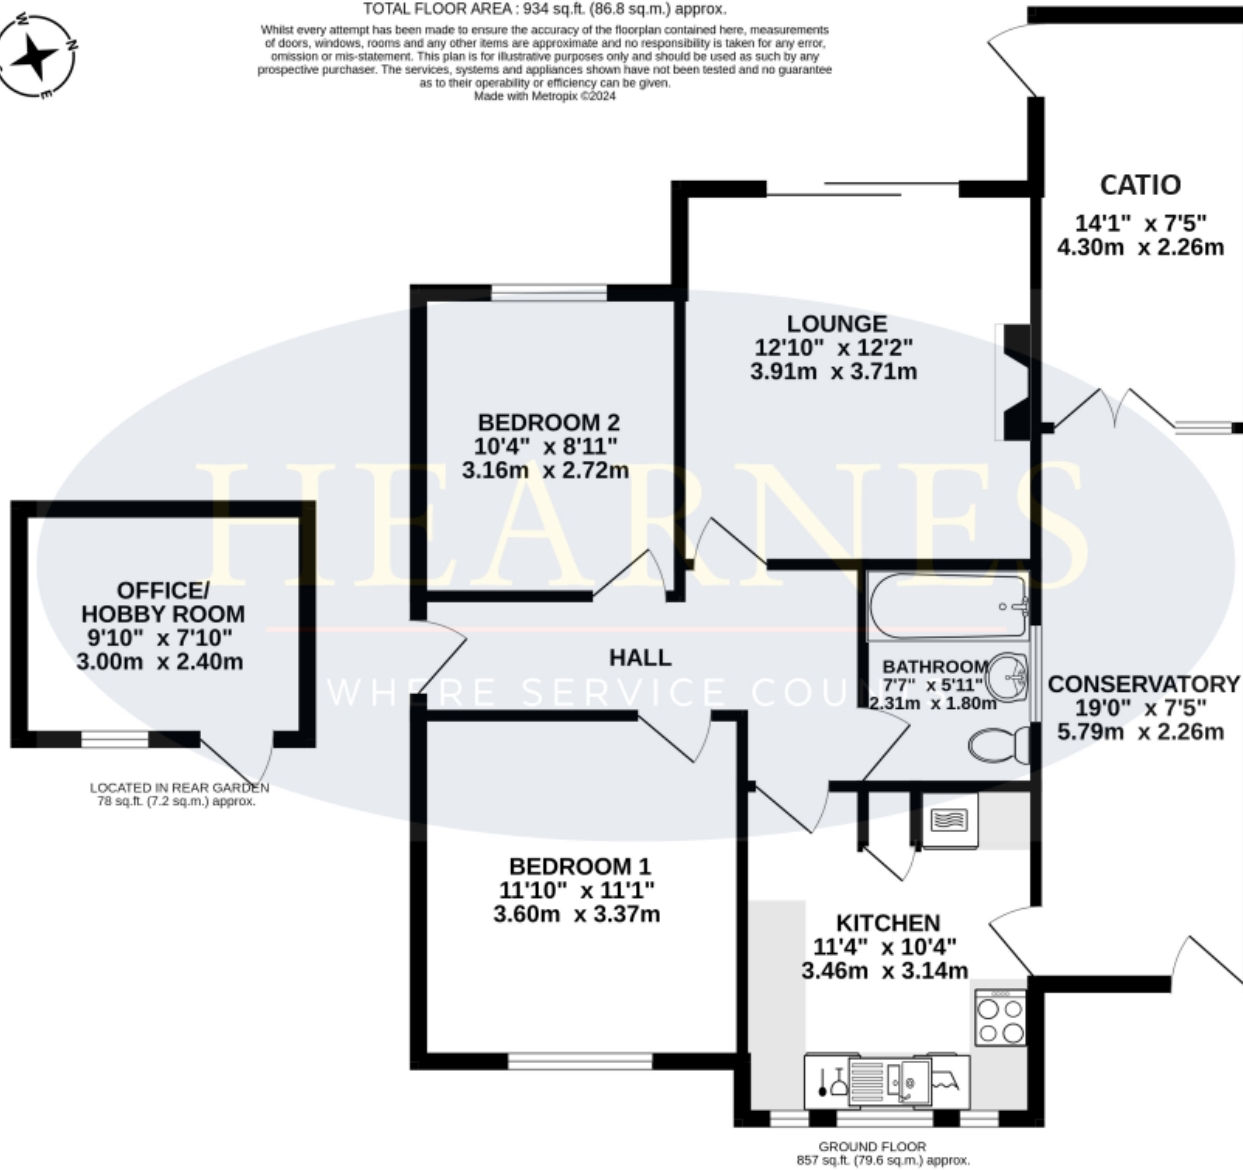 TOTAL FLOOR AREA : 934 sq.ft. (86.8 sq.m.) approx.
Whilst every attempt has been made to ensure the accuracy of the floorplan contained here, measurements
of doors, windows, rooms and any other items are approximate and no responsibility is taken for any error,
omission or mis-statement. This plan is for illustrative purposes only and should be used as such by any
prospective purchaser. The services, systems and appliances shown have not been tested and no guarantee
as to their operability or efficiency can be given.
Made with Metropix ©2024
W
N
E
CATIO
14'1" x 7'5"
4.30m x 2.26m
LOUNGE
12'10" x 12'2"
3.91m x 3.71m
BEDROOM 2
10'4" x 8'11"
3.16m x 2.72m
HEARNES
OFFICE/
HOBBY ROOM
9'10" x 7'10"
3.00m x 2.40m
LOCATED IN REAR GARDEN
78 sq.ft. (7.2 sq.m.) approx.
HALL
WHERE SERVICE COUNTS
BATHROOM
7'7" x 5'11"
2.31m x 1.80m
CONSERVATORY
19'0" x 7'5"
5.79m x 2.26m
BEDROOM 1
11'10" x 11'1"
3.60m x 3.37m
KITCHEN
11'4" x 10'4"
3.46m x 3.14m
GROUND FLOOR
857 sq.ft. (79.6 sq.m.) approx.